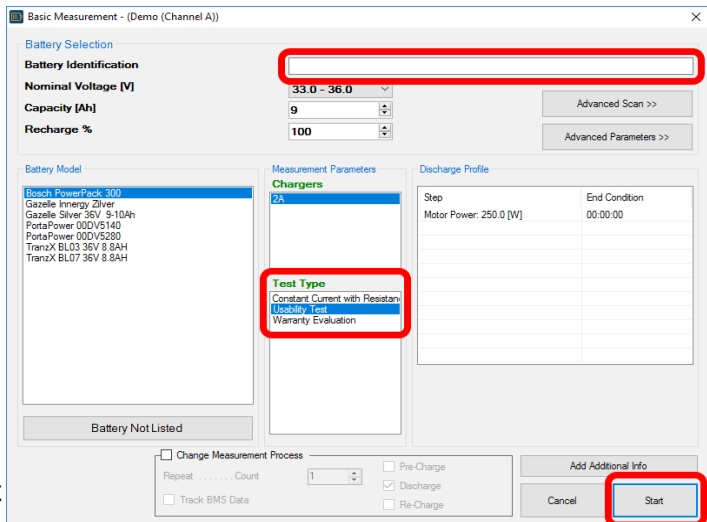 Basic Measurement - (Demo (Channel A))
Battery Selection
Battery Identification
Nominal Voltage [V]
33.0 - 36.0
Capacity [Ah]
9
Advanced Scan >>
Recharge %
100
Advanced Parameters >>
Battery Model
Bosch PowerPack 300
Gazelle Innergy Zilver
Gazelle Silver 36V 9-10Ah
PortaPower 00DV5140
PortaPower 00DV5280
TranzX BL03 36V 8.8AH
TranzX BL07 36V 8.8AH
Battery Not Listed
Measurement Parameters
Chargers
2A
Test Type
Constant Current with Resistan
Usability Test
Warranty Evaluation
Discharge Profile
Step End Condition
Motor Power: 250.0 [W] 00:00:00
Change Measurement Process
Repeat ....... Count
1
Track BMS Data
Pre-Charge
Discharge
Re-Charge
Add Additional Info
Cancel
Start